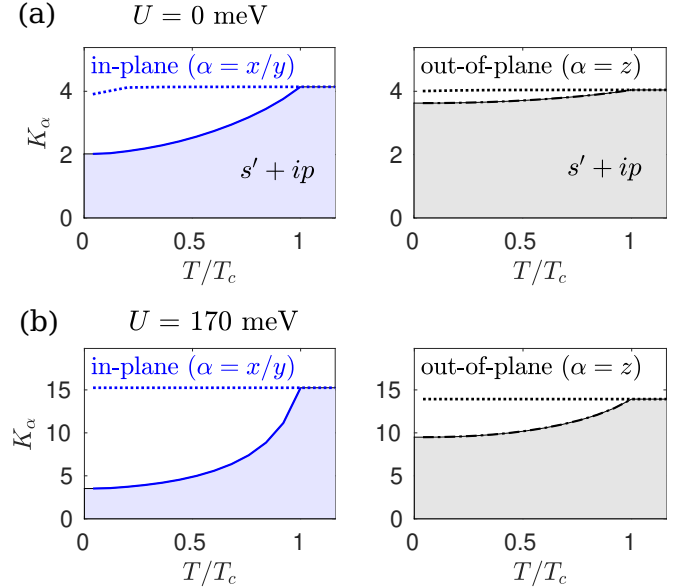 (a) U = 0 meV
in-plane (α = x/y)
K_α
4
2
0
s′ + ip
0 0.5 1
T/T_c
out-of-plane (α = z)
4
2
0
s′ + ip
0 0.5 1
T/T_c
(b) U = 170 meV
in-plane (α = x/y)
K_α
15
10
5
0
0 0.5 1
T/T_c
out-of-plane (α = z)
15
10
5
0
0 0.5 1
T/T_c